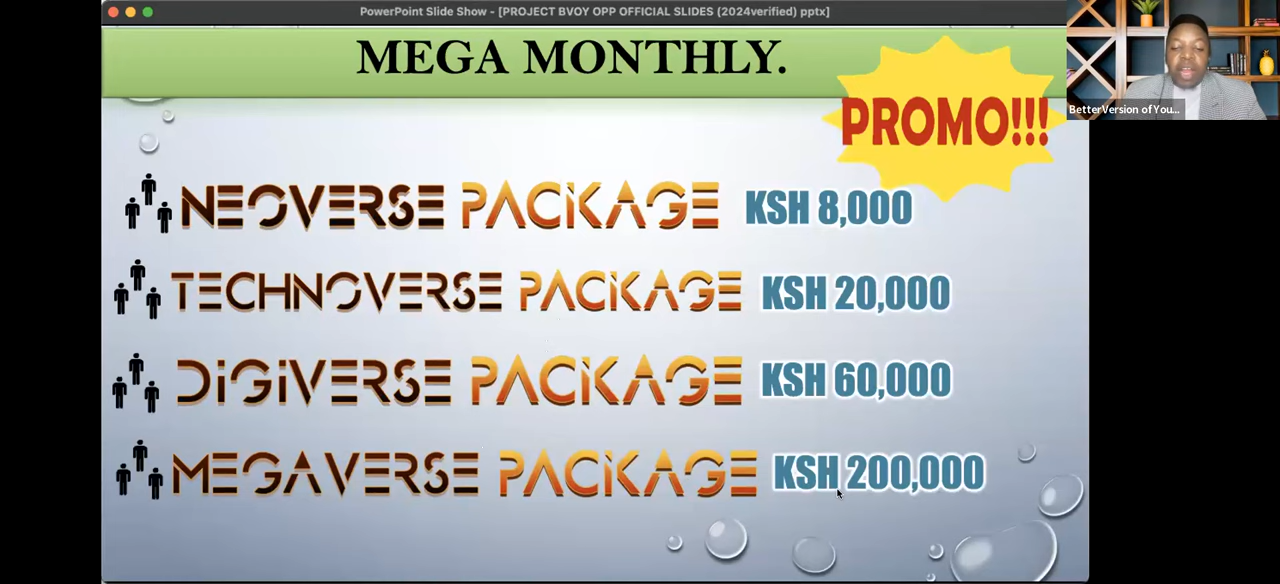 PowerPoint Slide Show - [PROJECT BVOY OPP OFFICIAL SLIDES (2024verified) pptx]
MEGA MONTHLY.
PROMO!!!
BetterVersion ofYou...
NEOVERSE PACKAGE KSH 8,000
TECHNOVERSE PACKAGE KSH 20,000
DiGiVERSE PACKAGE KSH 60,000
MEGAVERSE PACKAGE KSH 200,000